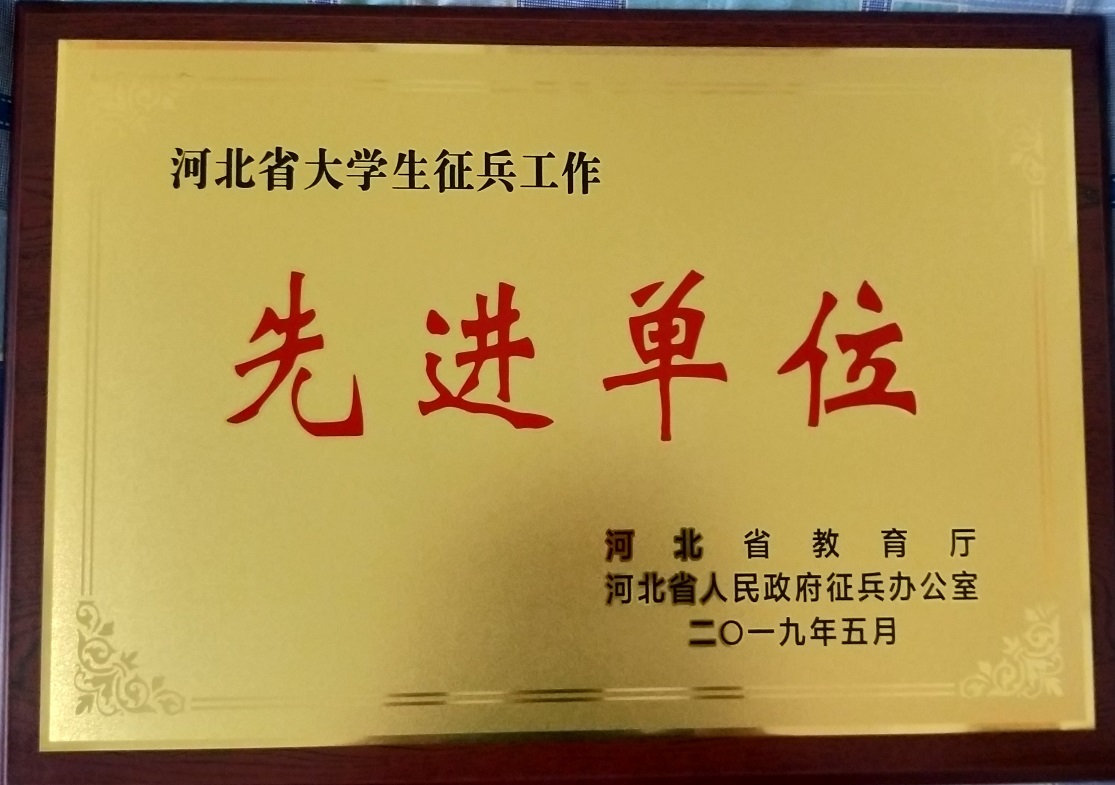 河北省大学生征兵工作
先进单位
河北省教育厅
河北省人民政府征兵办公室
二〇一九年五月